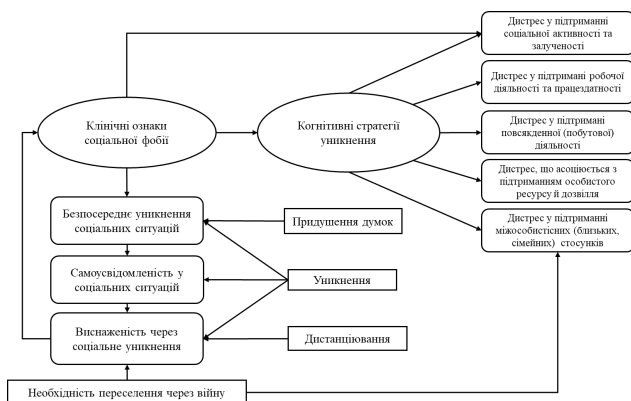 Дистрес у підтриманні
соціальної активності та
залученості
Дистрес у підтримані робочої
діяльності та працездатності
Клінічні ознаки
соціальної фобії
Когнітивні стратегії
уникнення
Дистрес у підтримані
повсякденної (побутової)
діяльності
Дистрес, що асоціюється з
підтриманням особистого
ресурсу й дозвілля
Безпосереднє уникнення
соціальних ситуацій
Придушення думок
Дистрес у підтриманні
міжособистісних (близьких,
сімейних) стосунків
Самоусвідомленість у
соціальних ситуацій
Уникнення
Виснаженість через
соціальне уникнення
Дистанціювання
Необхідність переселення через війну